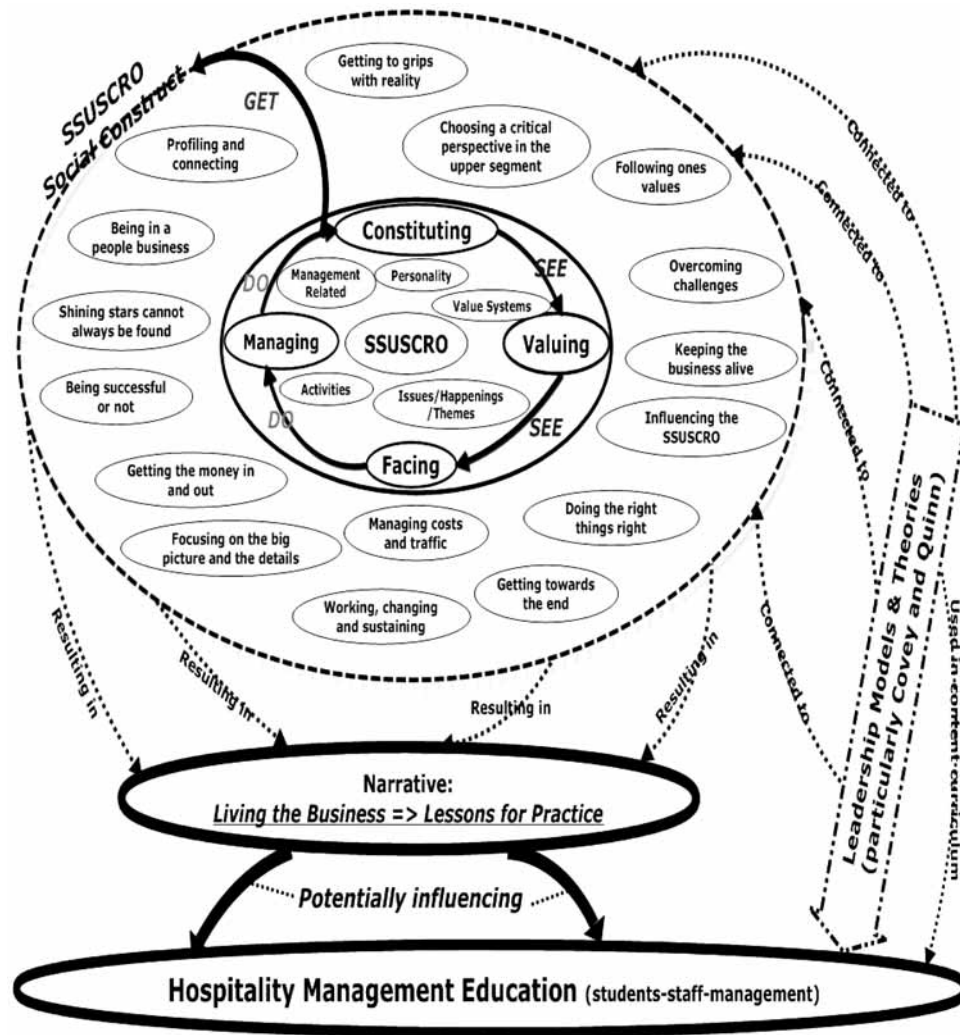 SSUSCRO
Social Construct
GET
Getting to grips
with reality
Profiling and
connecting
Choosing a critical
perspective in the
upper segment
Following ones
values
Being in a
people business
Constituting
DO
Management
Related
Personality
SEE
Value Systems
Overcoming
challenges
Shining stars cannot
always be found
Managing
SSUSCRO
Valuing
Keeping the
business alive
Being successful
or not
Activities
Issues/Happenings
/Themes
DO
SEE
Influencing the
SSUSCRO
Facing
Getting the money in
and out
Managing costs
and traffic
Doing the right
things right
Focusing on the big
picture and the details
Getting towards
the end
Working, changing
and sustaining
Connected to
Connected to
Connected to
Connected to
Leadership Models & Theories
(particularly Covey and Quinn)
Used in content curriculum
Resulting
in
Resulting in
Resulting in
Resulting in
Narrative:
Living the Business => Lessons for Practice
Potentially influencing
Hospitality Management Education (students-staff-management)